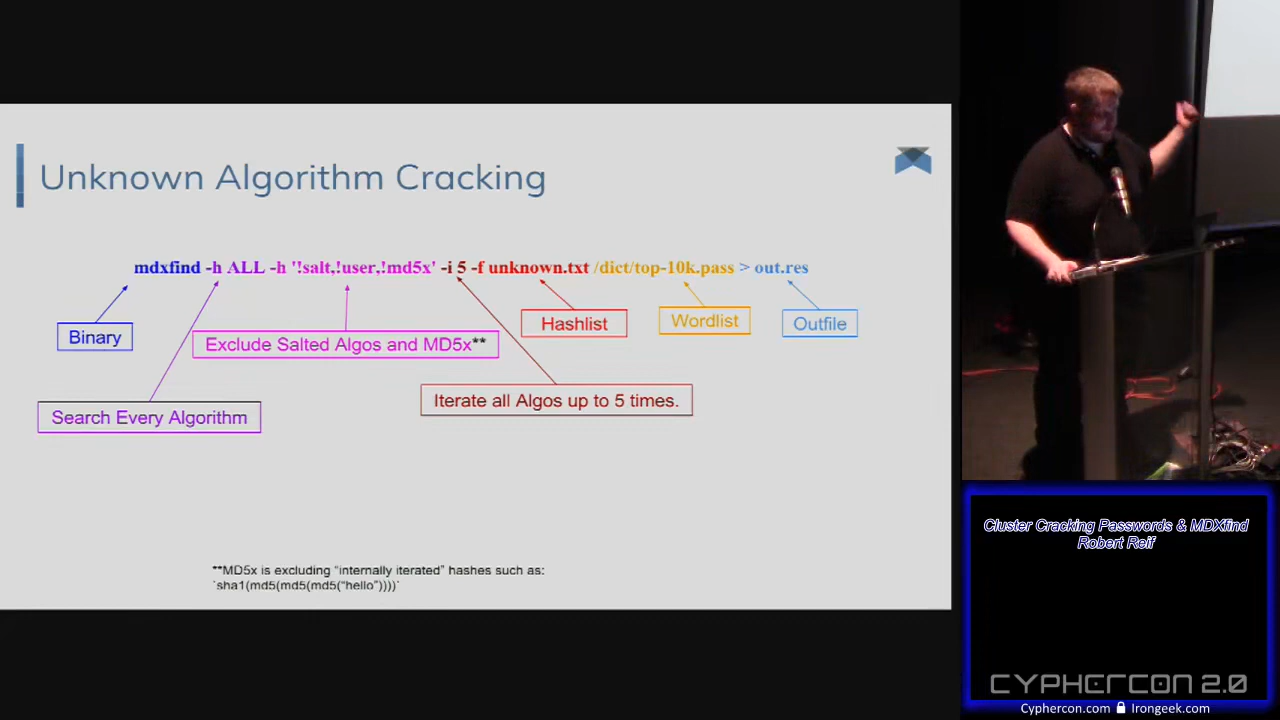 Unknown Algorithm Cracking
mdxfind -h ALL -h '!salt,!user,!md5x' -i 5 -f unknown.txt /dict/top-10k.pass > out.res
Binary
Exclude Salted Algos and MD5x**
Hashlist
Wordlist
Outfile
Search Every Algorithm
Iterate all Algos up to 5 times.
**MD5x is excluding "internally iterated" hashes such as:
`sha1(md5(md5(md5("hello"))))`
Cluster Cracking Passwords & MDXfind
Robert Reif
CYPHERCON 2.0
Cyphercon.com Irongeek.com